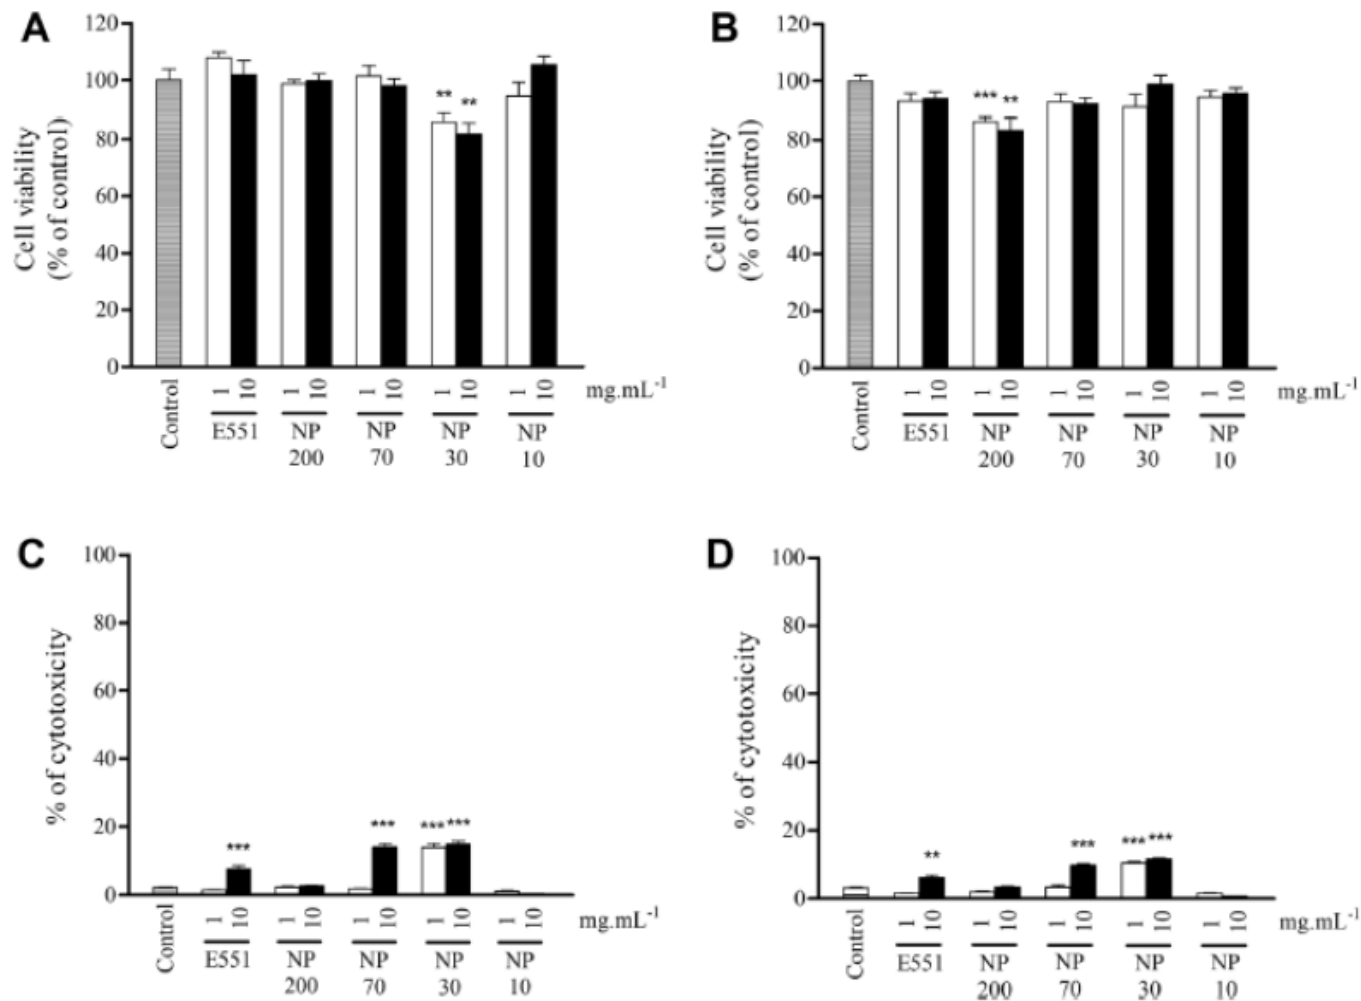 A
120
100
80
60
40
20
0
Cell viability
(% of control)
** **
Control
1 10 1 10 1 10 1 10 1 10 mg.mL-1
E551 NP NP NP NP
200 70 30 10
B
120
100
80
60
40
20
0
Cell viability
(% of control)
*** **
Control
1 10 1 10 1 10 1 10 1 10 mg.mL-1
E551 NP NP NP NP
200 70 30 10
C
100
80
60
40
20
0
% of cytotoxicity
*** *** *** ***
Control
1 10 1 10 1 10 1 10 1 10 mg.mL-1
E551 NP NP NP NP
200 70 30 10
D
100
80
60
40
20
0
% of cytotoxicity
** *** *** ***
Control
1 10 1 10 1 10 1 10 1 10 mg.mL-1
E551 NP NP NP NP
200 70 30 10